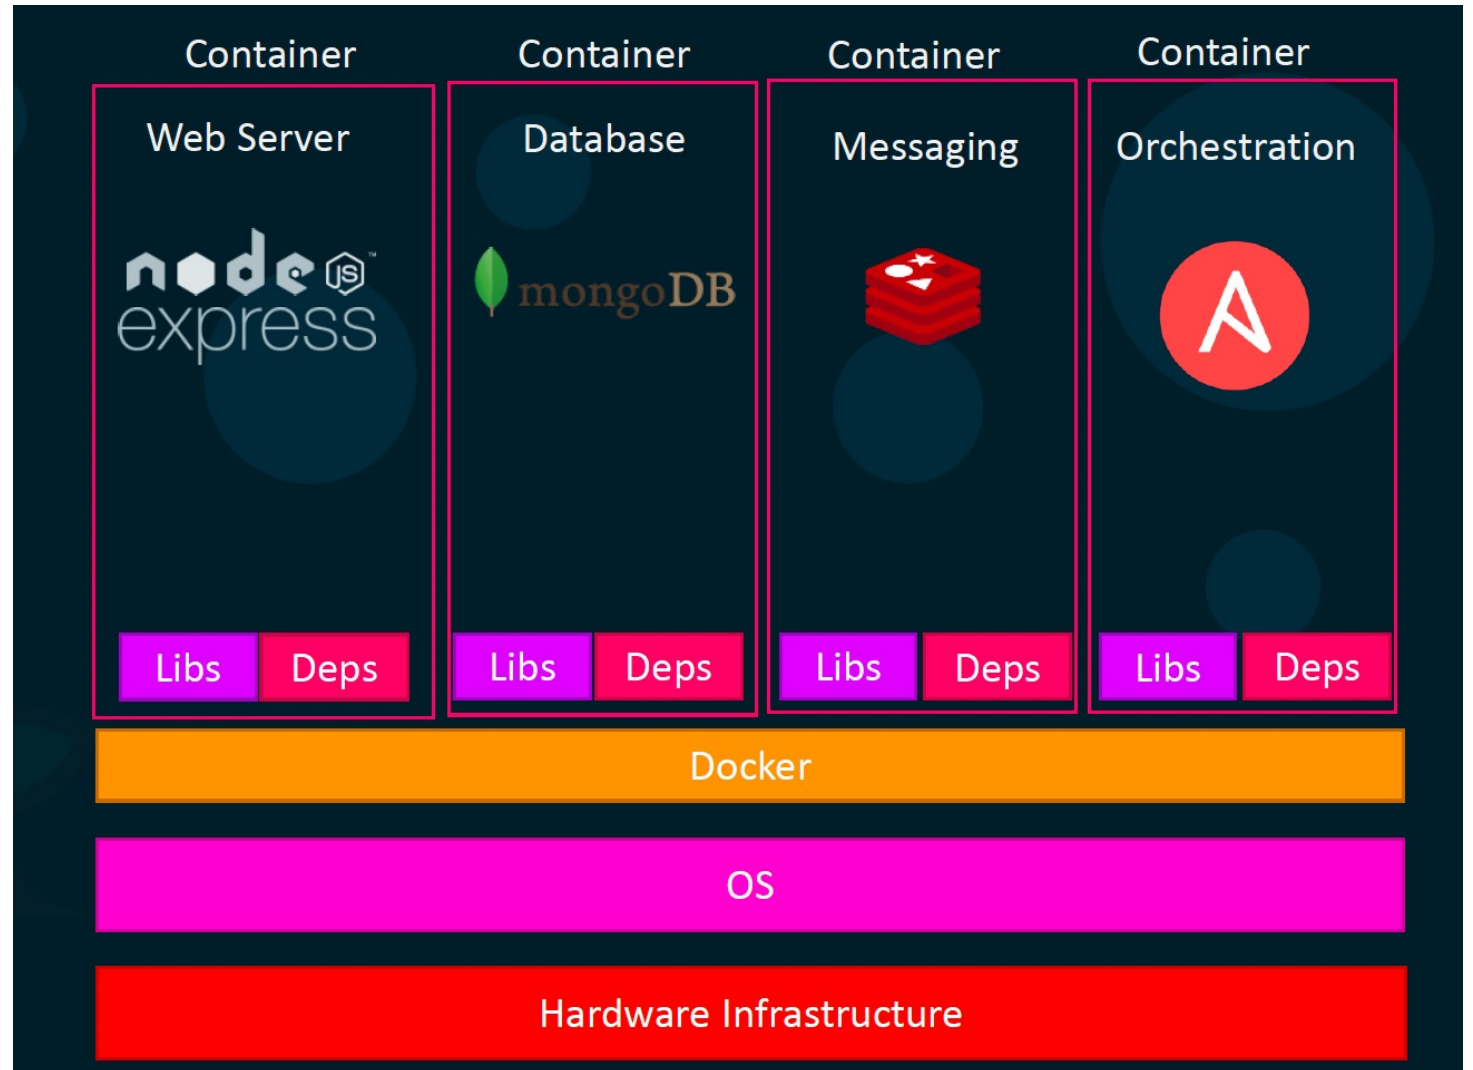 Container
Container
Container
Container
Web Server
Database
Messaging
Orchestration
node JS™
express
mongoDB
A
Libs
Deps
Libs
Deps
Libs
Deps
Libs
Deps
Docker
OS
Hardware Infrastructure